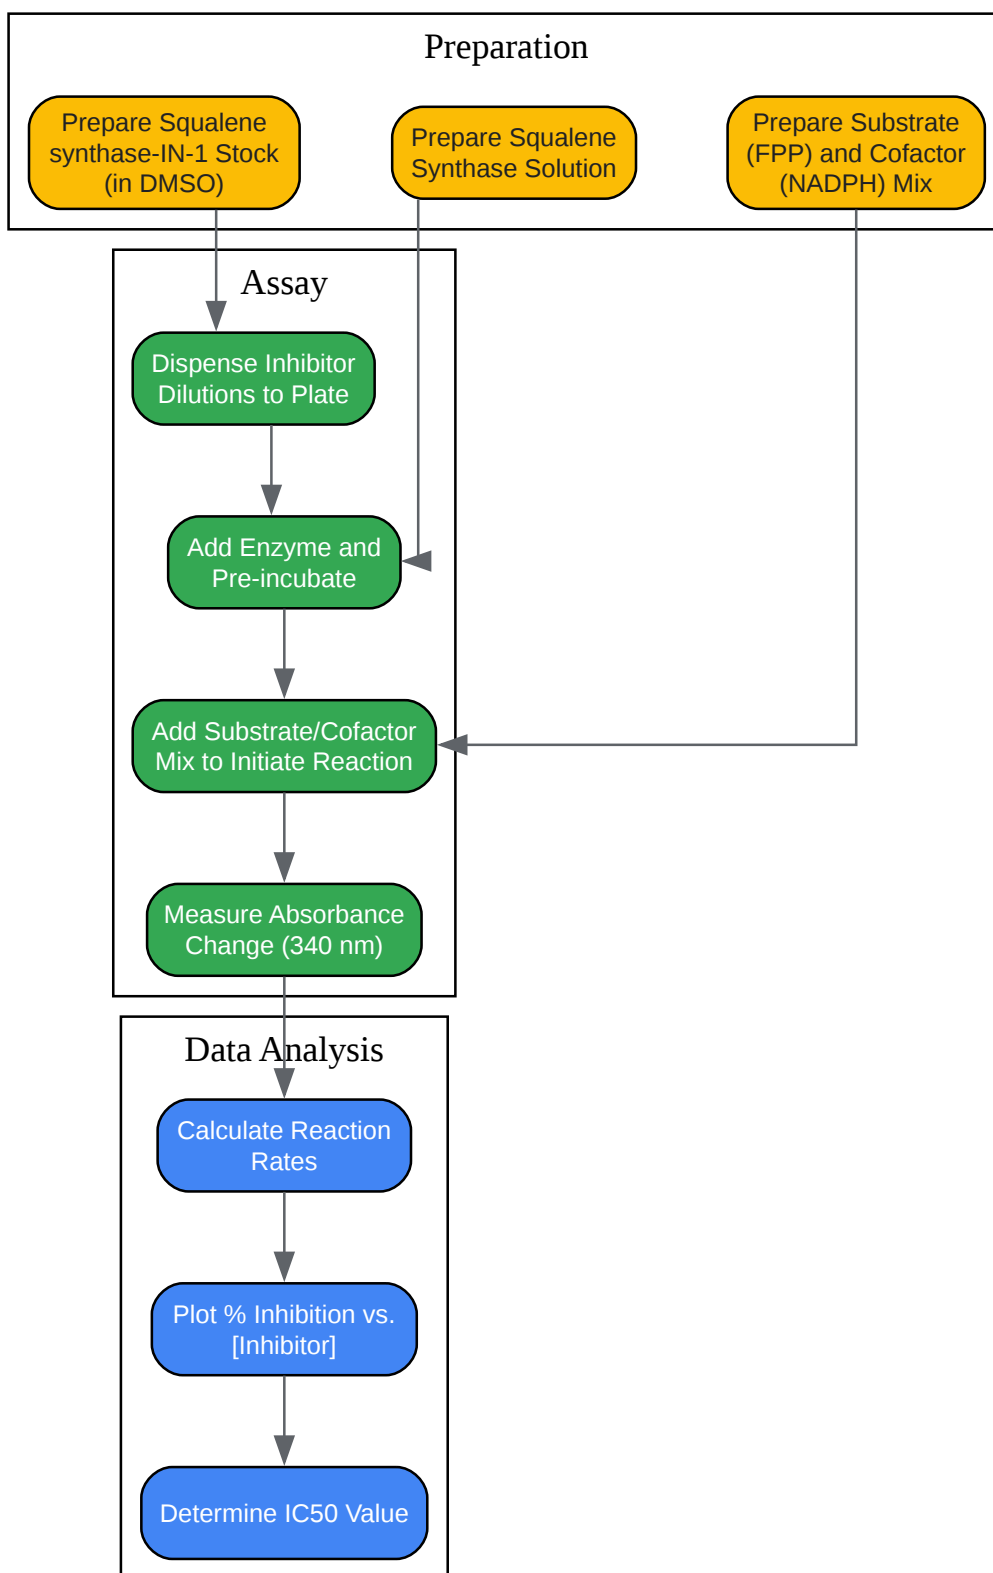 Preparation
Prepare Squalene
synthase-IN-1 Stock
(in DMSO)
Prepare Squalene
Synthase Solution
Prepare Substrate
(FPP) and Cofactor
(NADPH) Mix
Assay
Dispense Inhibitor
Dilutions to Plate
Add Enzyme and
Pre-incubate
Add Substrate/Cofactor
Mix to Initiate Reaction
Measure Absorbance
Change (340 nm)
Data Analysis
Calculate Reaction
Rates
Plot % Inhibition vs.
[Inhibitor]
Determine IC50 Value